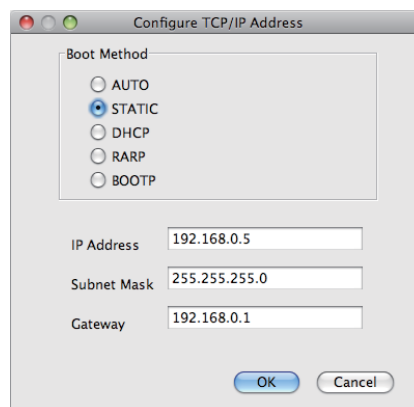 Configure TCP/IP Address
Boot Method
AUTO
STATIC
DHCP
RARP
BOOTP
IP Address 192.168.0.5
Subnet Mask 255.255.255.0
Gateway 192.168.0.1
OK Cancel